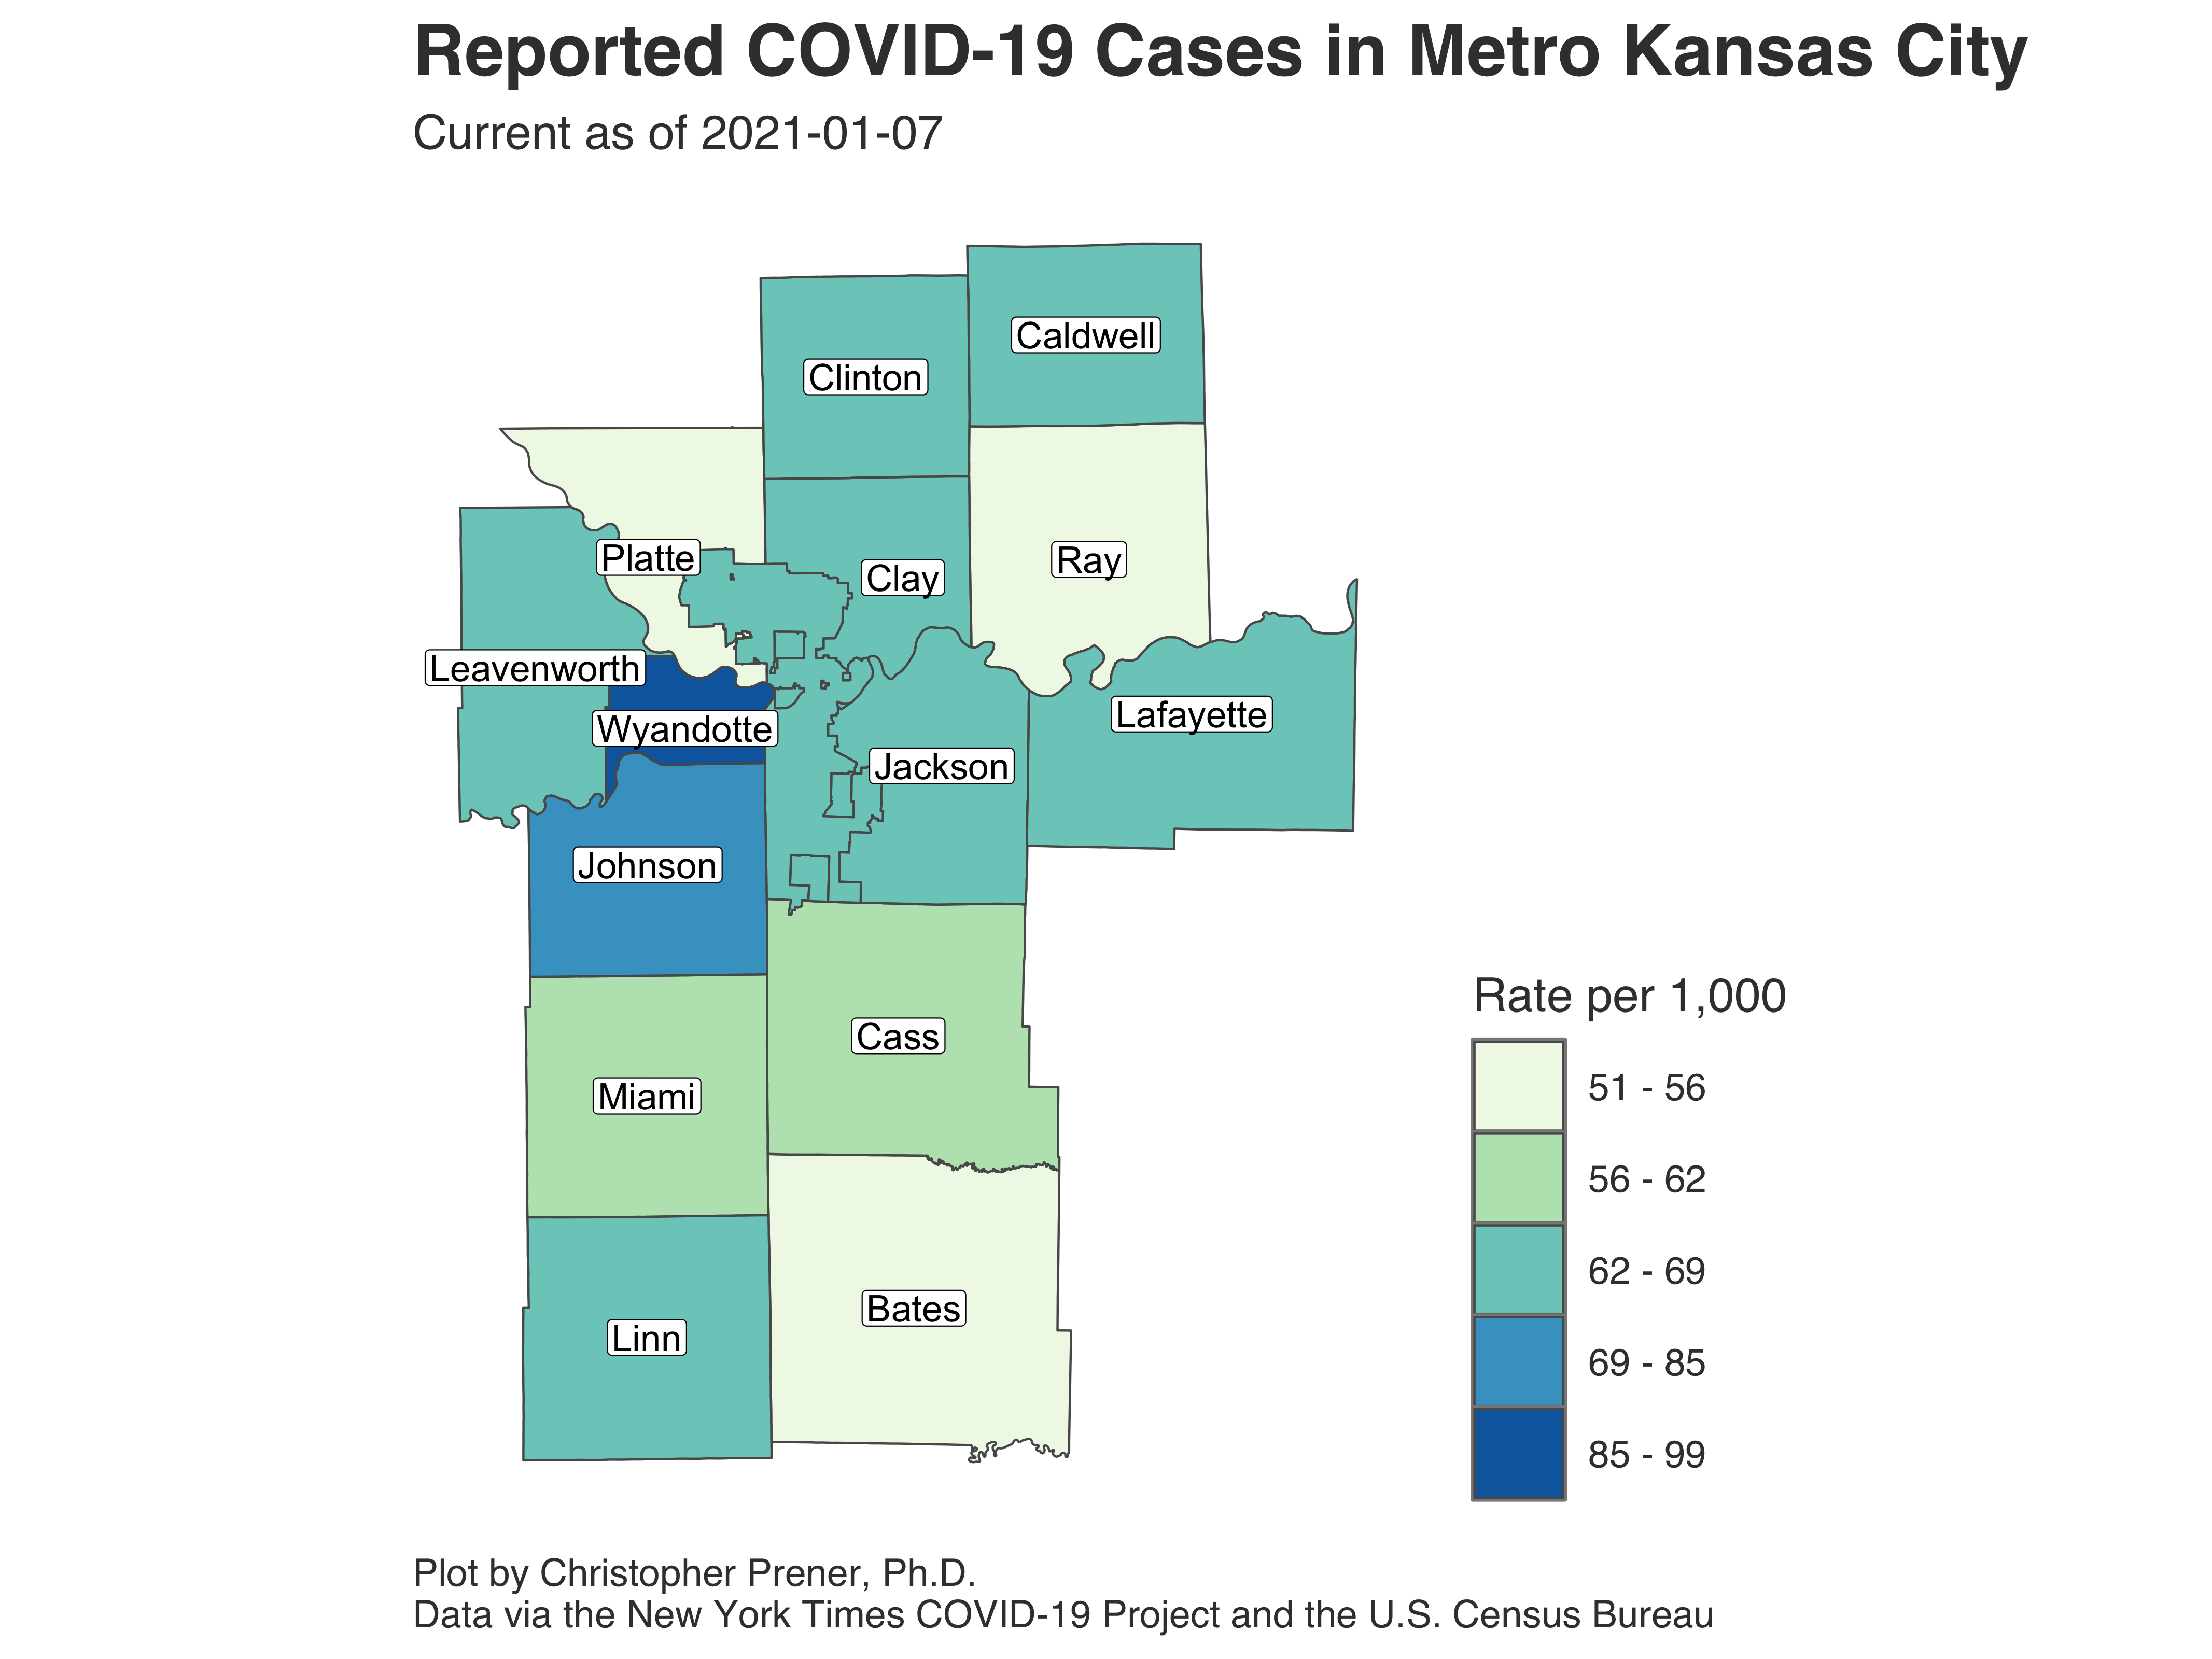 Reported COVID-19 Cases in Metro Kansas City
Current as of 2021-01-07
Caldwell
Clinton
Platte
Clay
Ray
Leavenworth
Wyandotte
Lafayette
Jackson
Johnson
Cass
Miami
Bates
Linn
Rate per 1,000
51 - 56
56 - 62
62 - 69
69 - 85
85 - 99
Plot by Christopher Prener, Ph.D.
Data via the New York Times COVID-19 Project and the U.S. Census Bureau